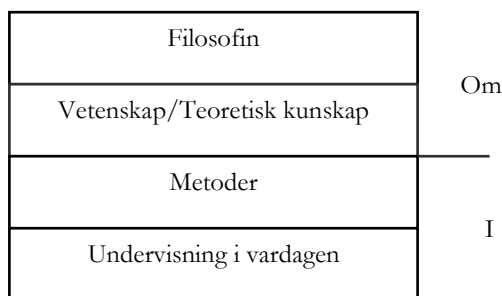 Filosofin
Om
Vetenskap/Teoretisk kunskap
Metoder
I
Undervisning i vardagen